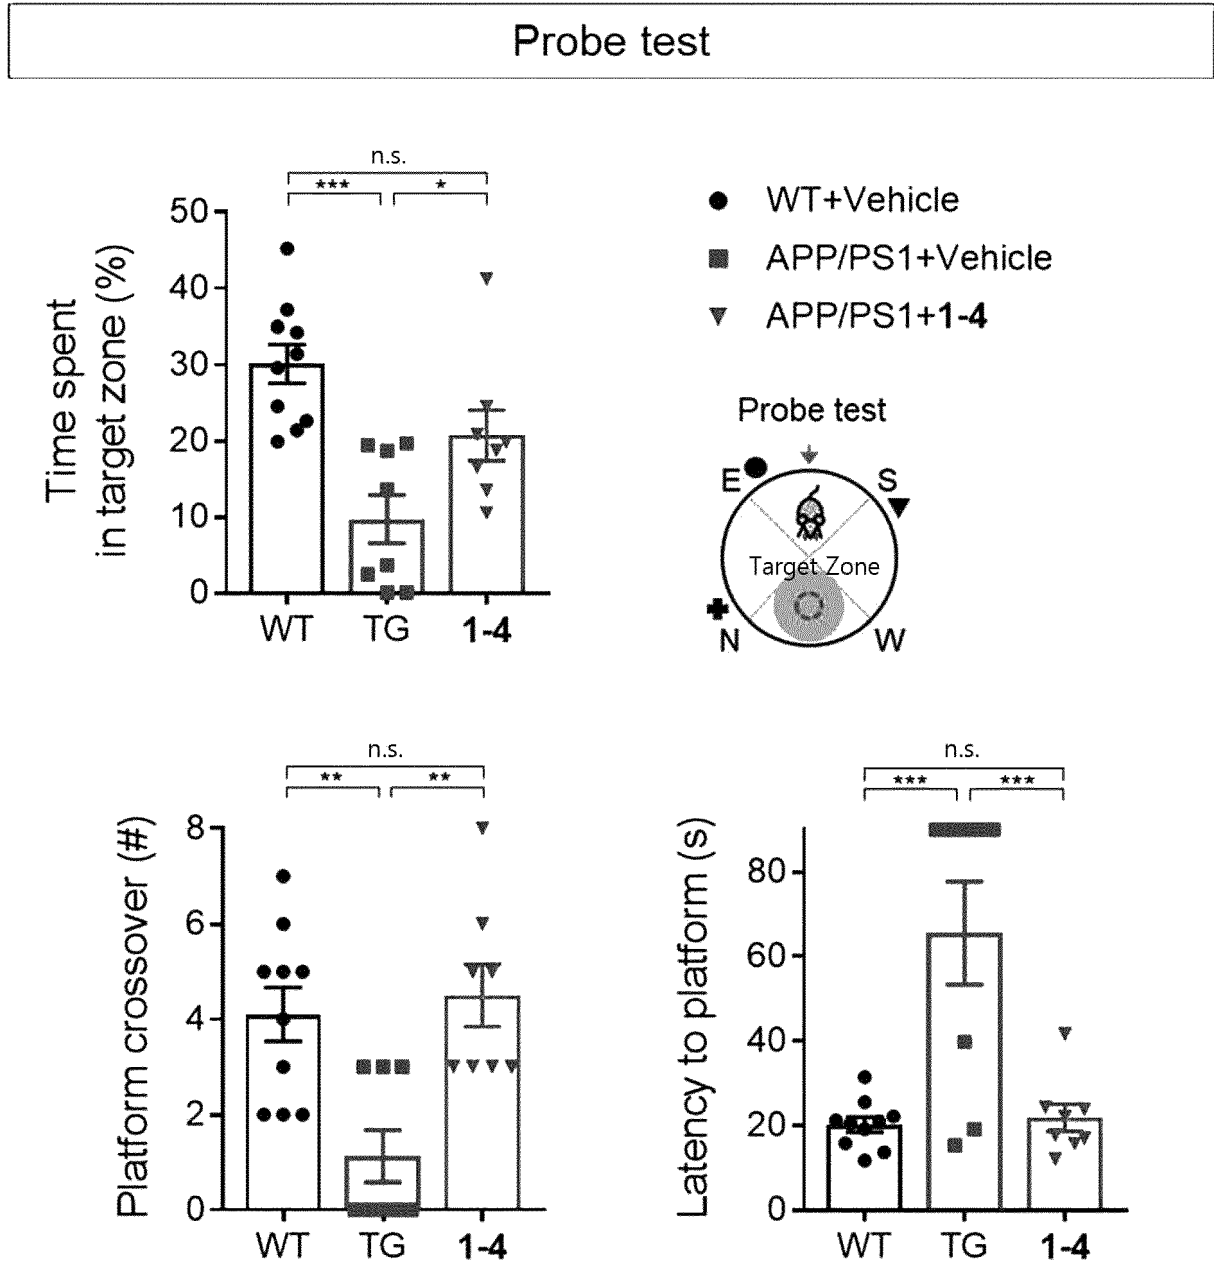 Probe test
n.s.
*** *
50
40
30
20
10
0
Time spent
in target zone (%)
WT TG 1-4
WT+Vehicle
APP/PS1+Vehicle
APP/PS1+1-4
Probe test
E S
Target Zone
N W
n.s.
** **
8
6
4
2
0
Platform crossover (#)
WT TG 1-4
n.s.
*** ***
80
60
40
20
0
Latency to platform (s)
WT TG 1-4